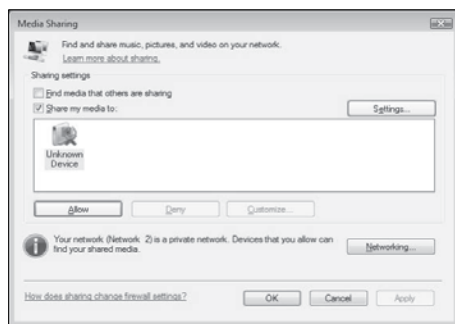 Media Sharing
Find and share music, pictures, and video on your network.
Learn more about sharing.
Sharing settings
Find media that others are sharing
Share my media to:
Settings...
Unknown
Device
Allow
Deny
Customize...
Your network (Network 2) is a private network. Devices that you allow can
find your shared media.
Networking...
How does sharing change firewall settings?
OK
Cancel
Apply